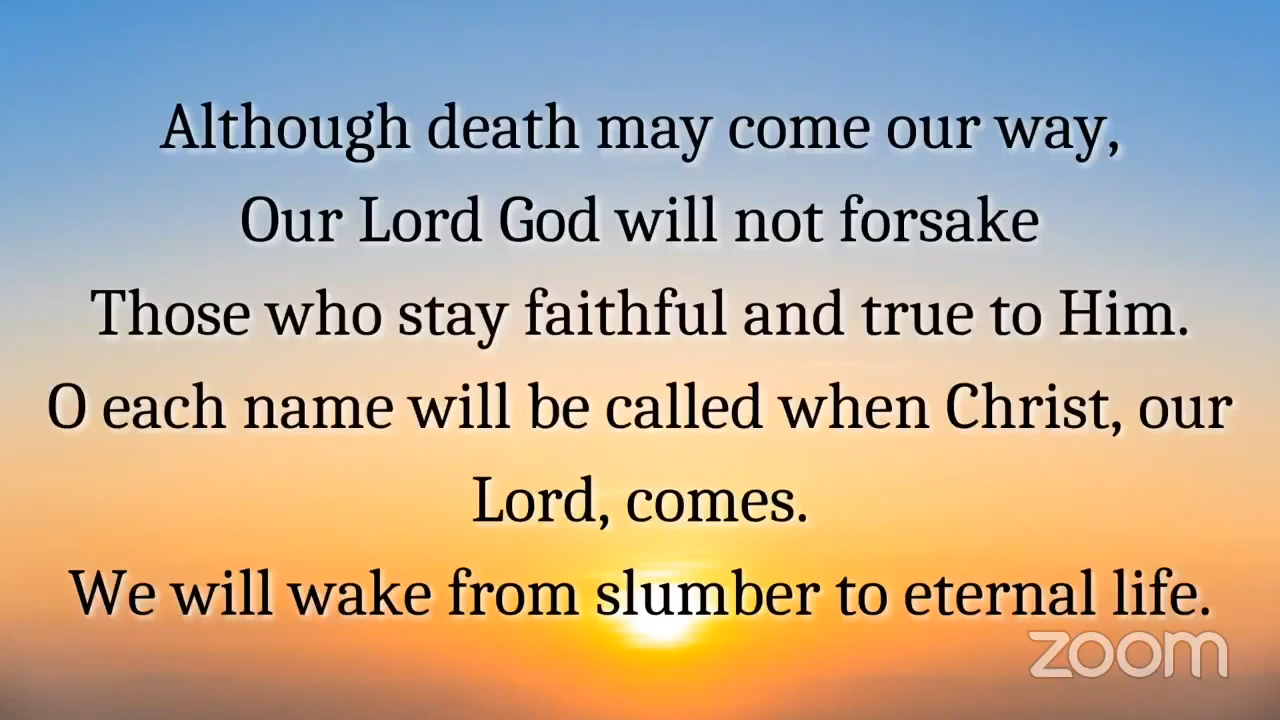 Although death may come our way,
Our Lord God will not forsake
Those who stay faithful and true to Him.
O each name will be called when Christ, our
Lord, comes.
We will wake from slumber to eternal life.
zoom